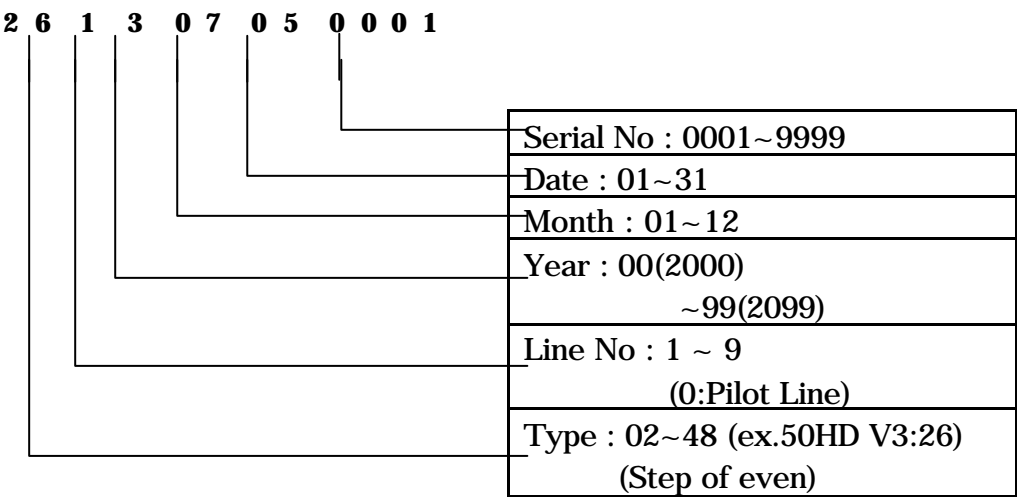 2 6 1 3 0 7 0 5 0 0 0 1
Serial No : 0001~9999
Date : 01~31
Month : 01~12
Year : 00(2000)
~99(2099)
Line No : 1 ~ 9
(0:Pilot Line)
Type : 02~48 (ex.50HD V3:26)
(Step of even)